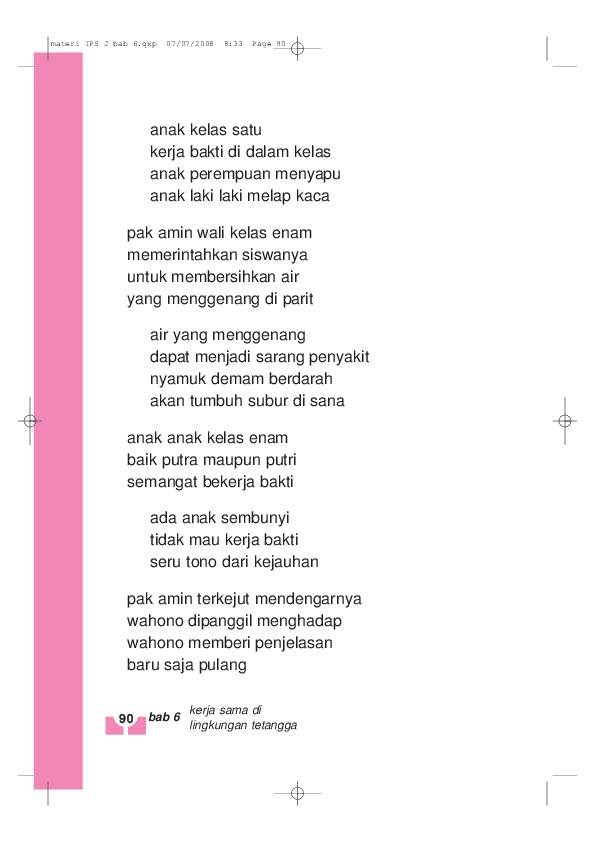 materi IPS 2 bab 6.qxp  07/07/2008  8:33  Page 90
anak kelas satu
kerja bakti di dalam kelas
anak perempuan menyapu
anak laki laki melap kaca
pak amin wali kelas enam
memerintahkan siswanya
untuk membersihkan air
yang menggenang di parit
air yang menggenang
dapat menjadi sarang penyakit
nyamuk demam berdarah
akan tumbuh subur di sana
anak anak kelas enam
baik putra maupun putri
semangat bekerja bakti
ada anak sembunyi
tidak mau kerja bakti
seru tono dari kejauhan
pak amin terkejut mendengarnya
wahono dipanggil menghadap
wahono memberi penjelasan
baru saja pulang
90 bab 6 kerja sama di
lingkungan tetangga